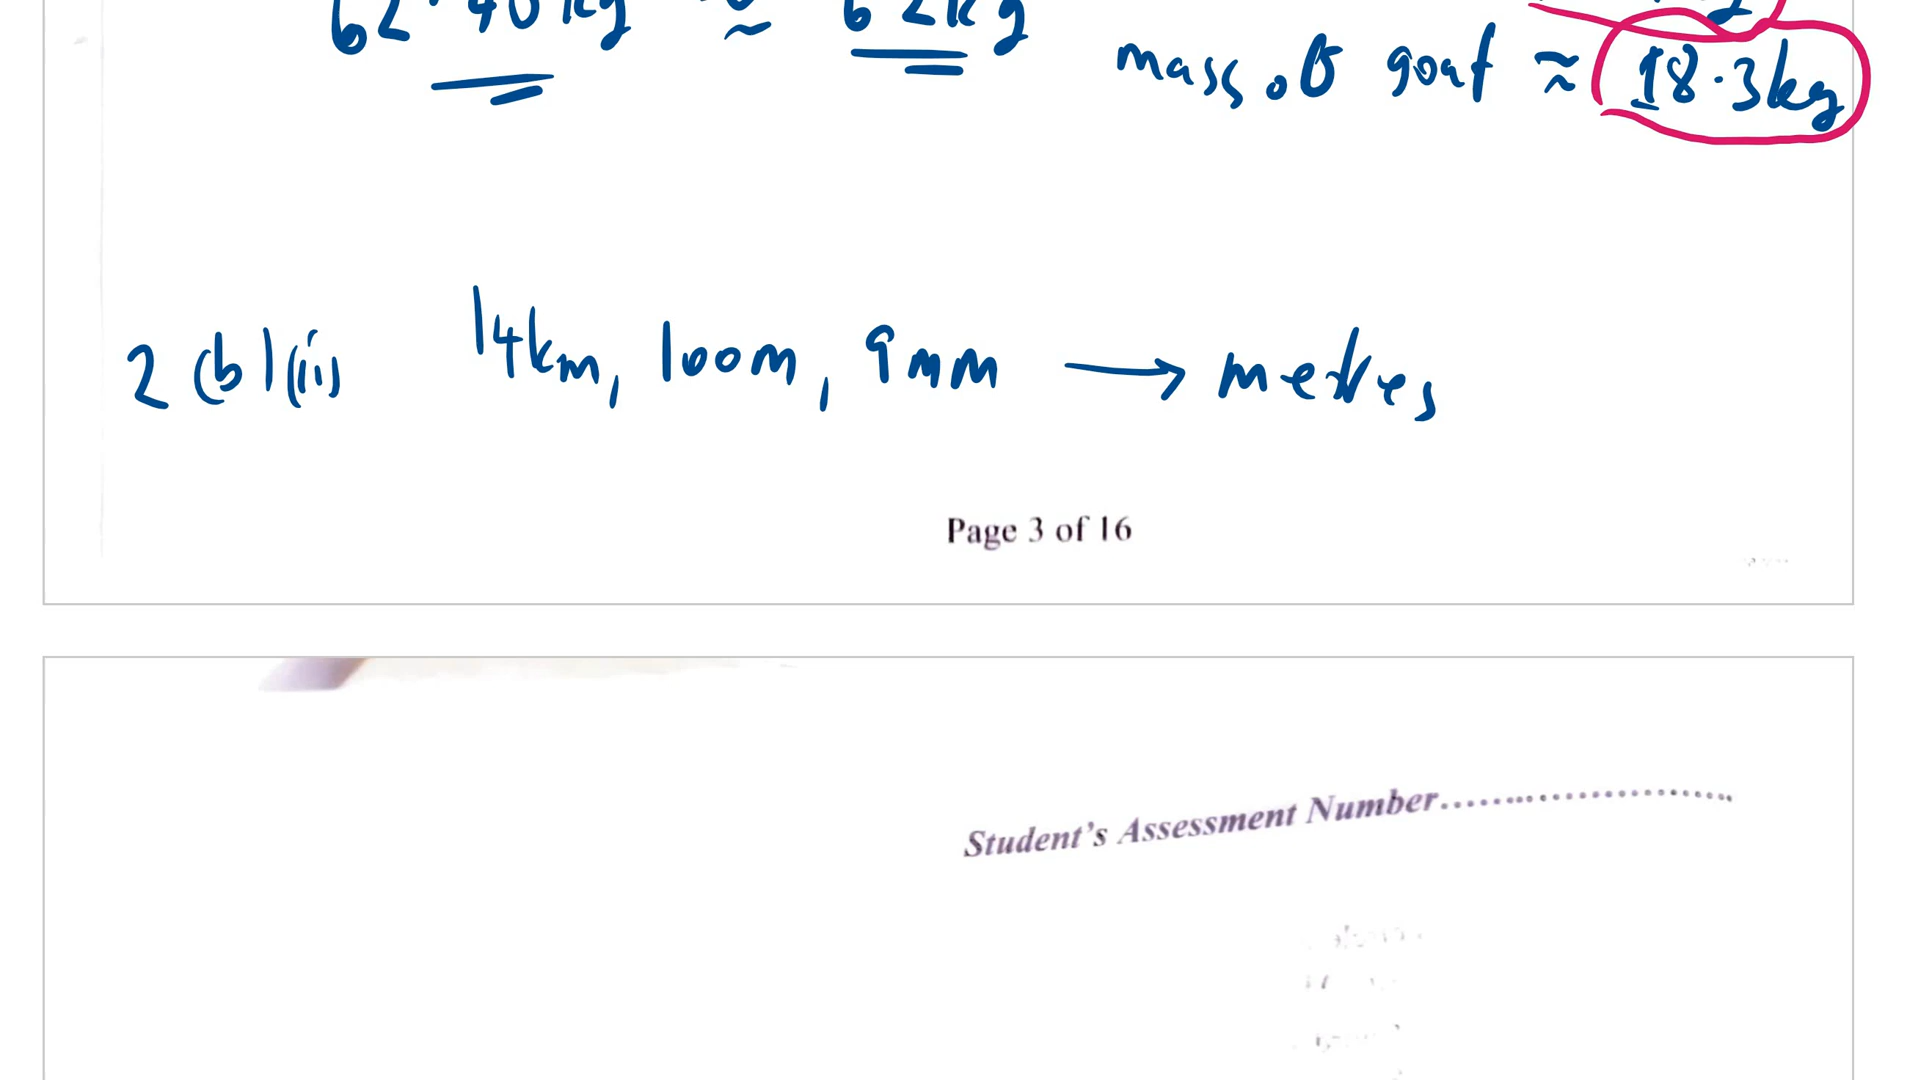 62.40kg ≈ 62kg
mass of goat ≈ 18.3kg
2 (b)(ii) 14km, 100m, 9mm → metres
Page 3 of 16
Student's Assessment Number..............................